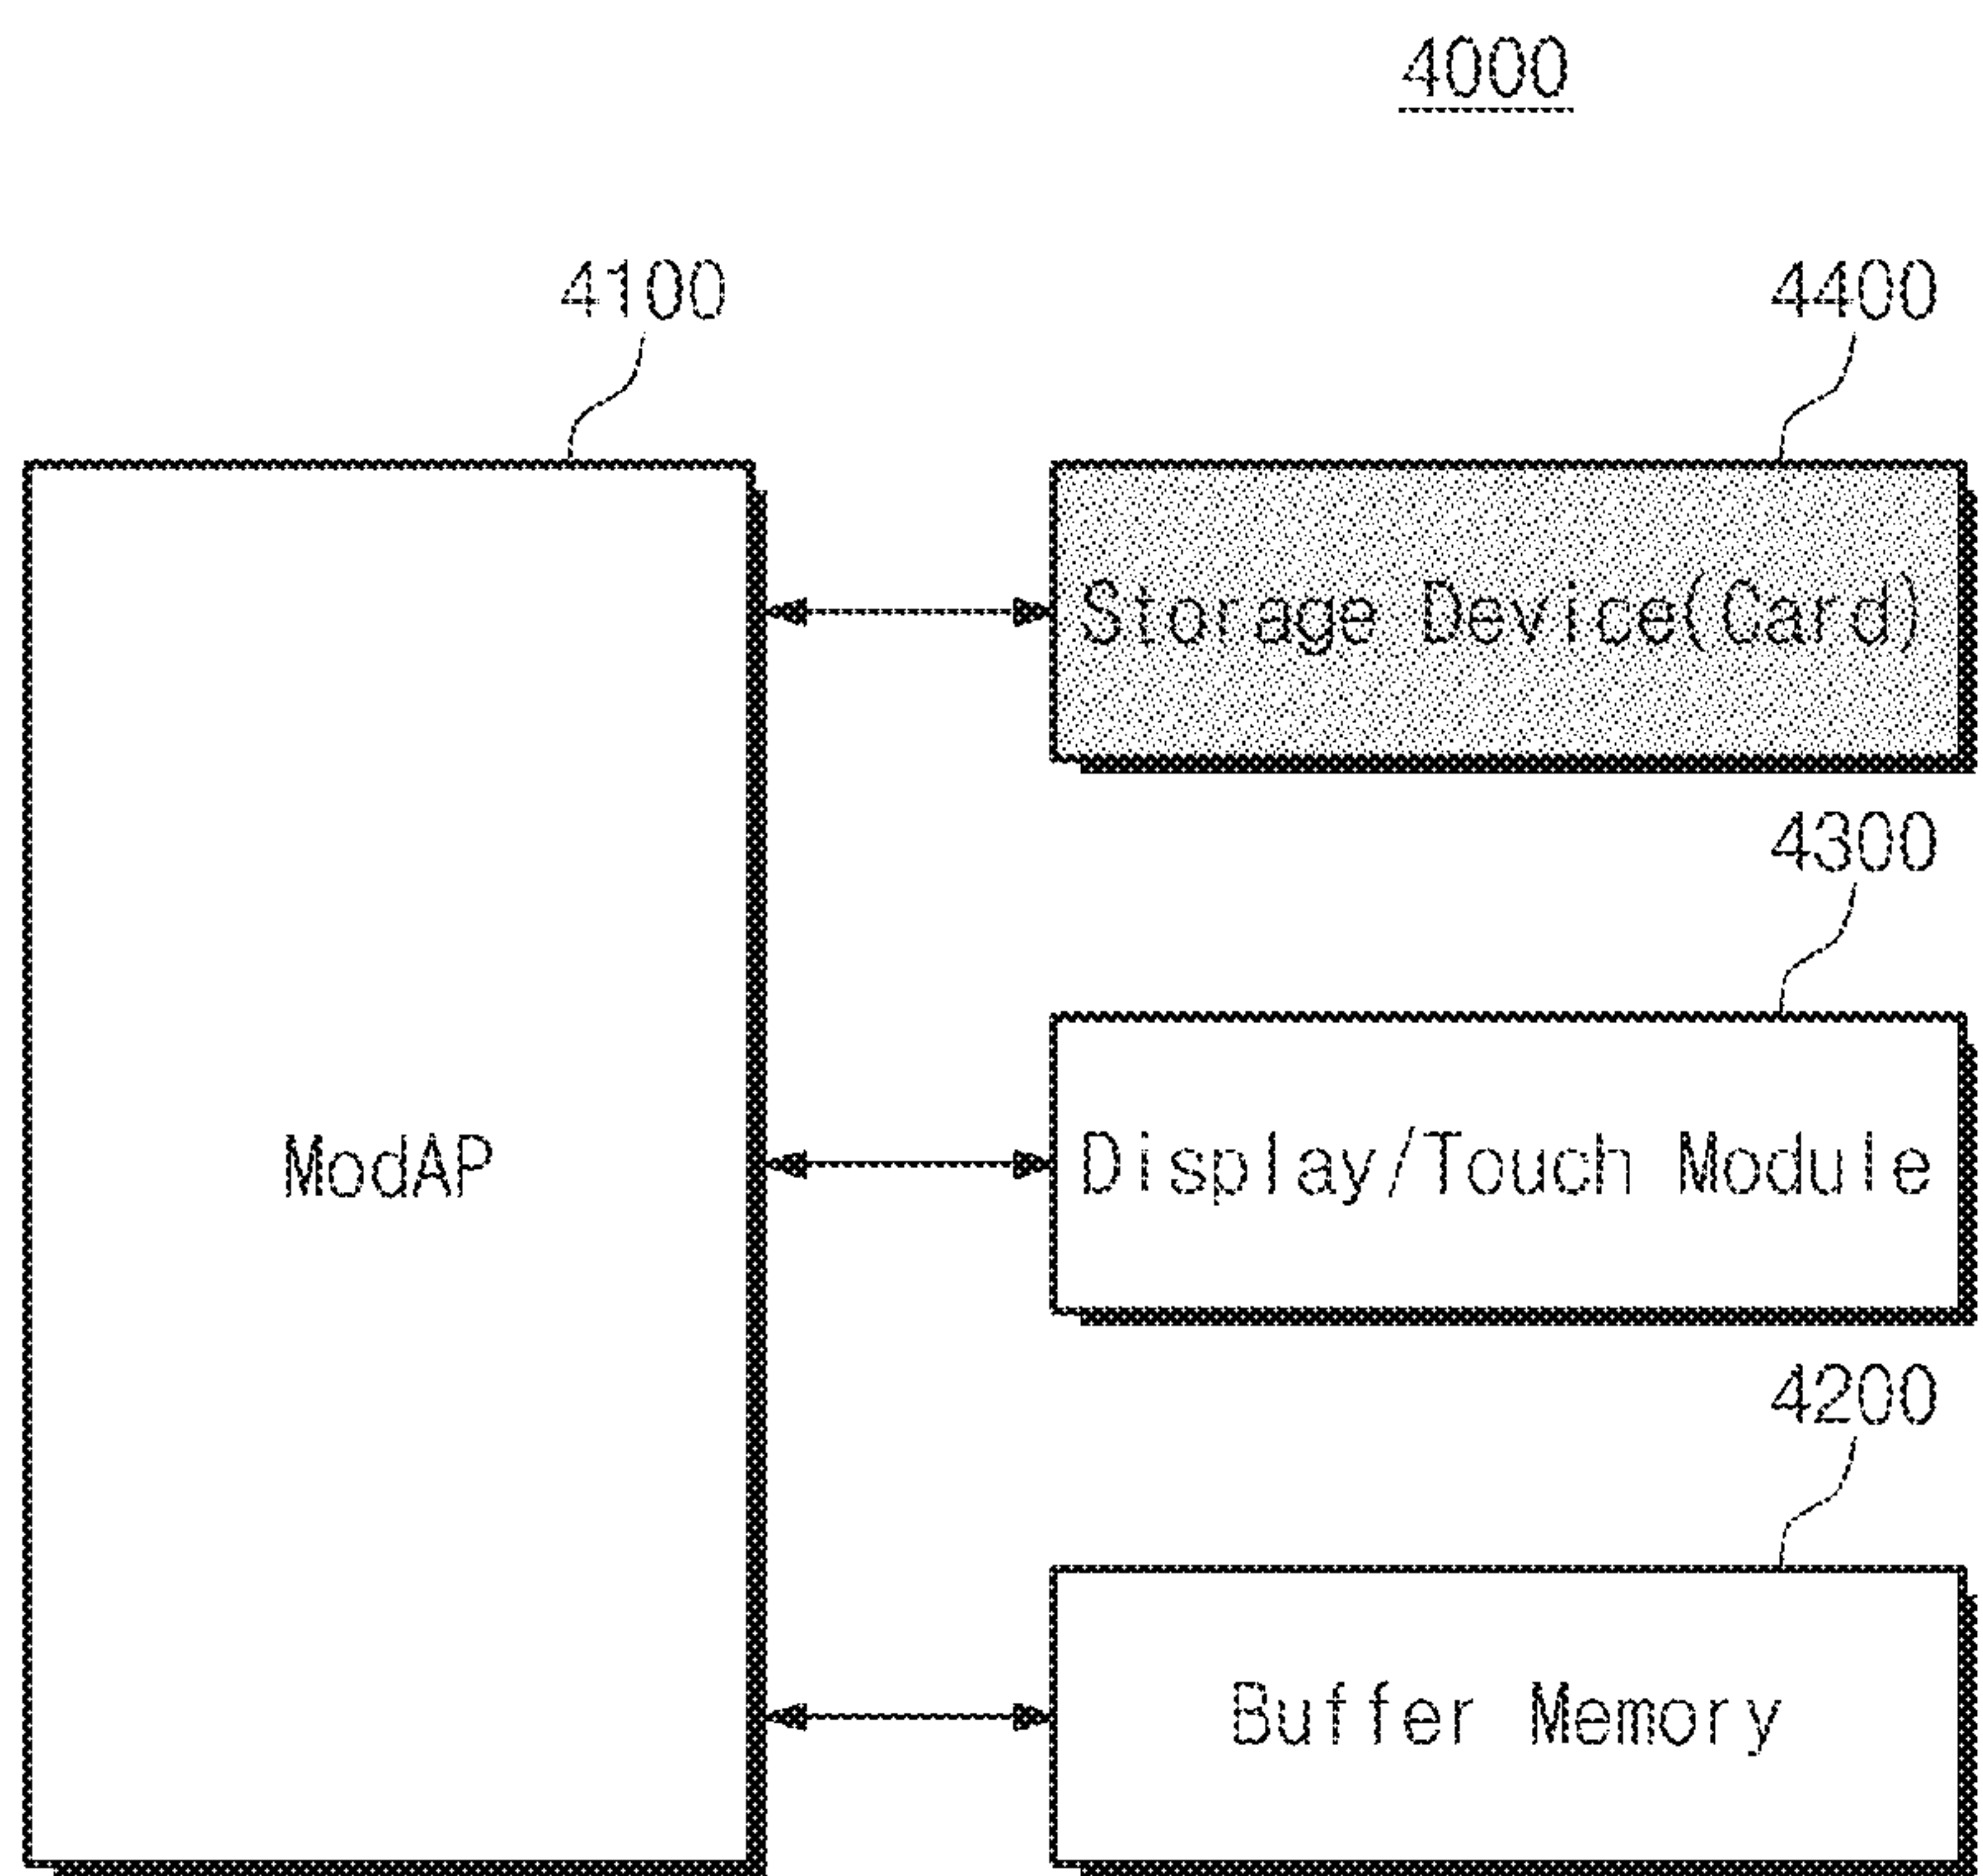 4000
4100
4400
Storage Device(Card)
4300
ModAP
Display/Touch Module
4200
Buffer Memory